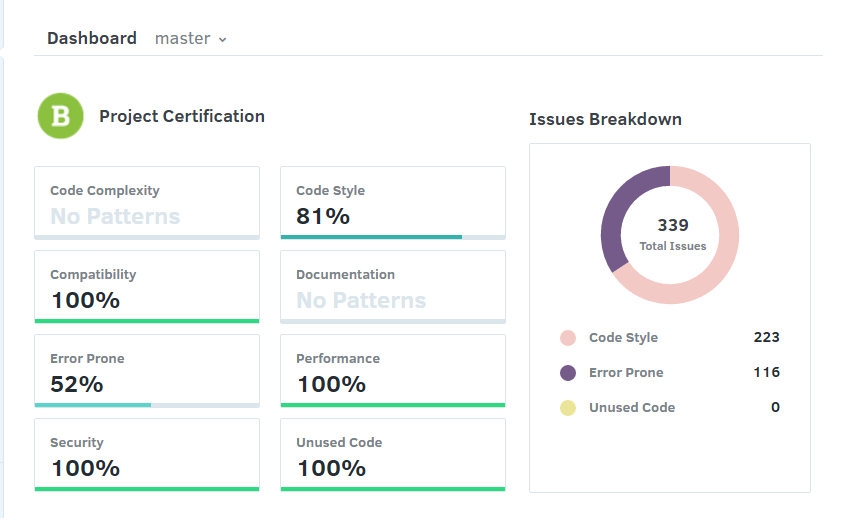 Dashboard master
B Project Certification
Code Complexity
No Patterns
Code Style
81%
Compatibility
100%
Documentation
No Patterns
Error Prone
52%
Performance
100%
Security
100%
Unused Code
100%
Issues Breakdown
339
Total Issues
Code Style 223
Error Prone 116
Unused Code 0